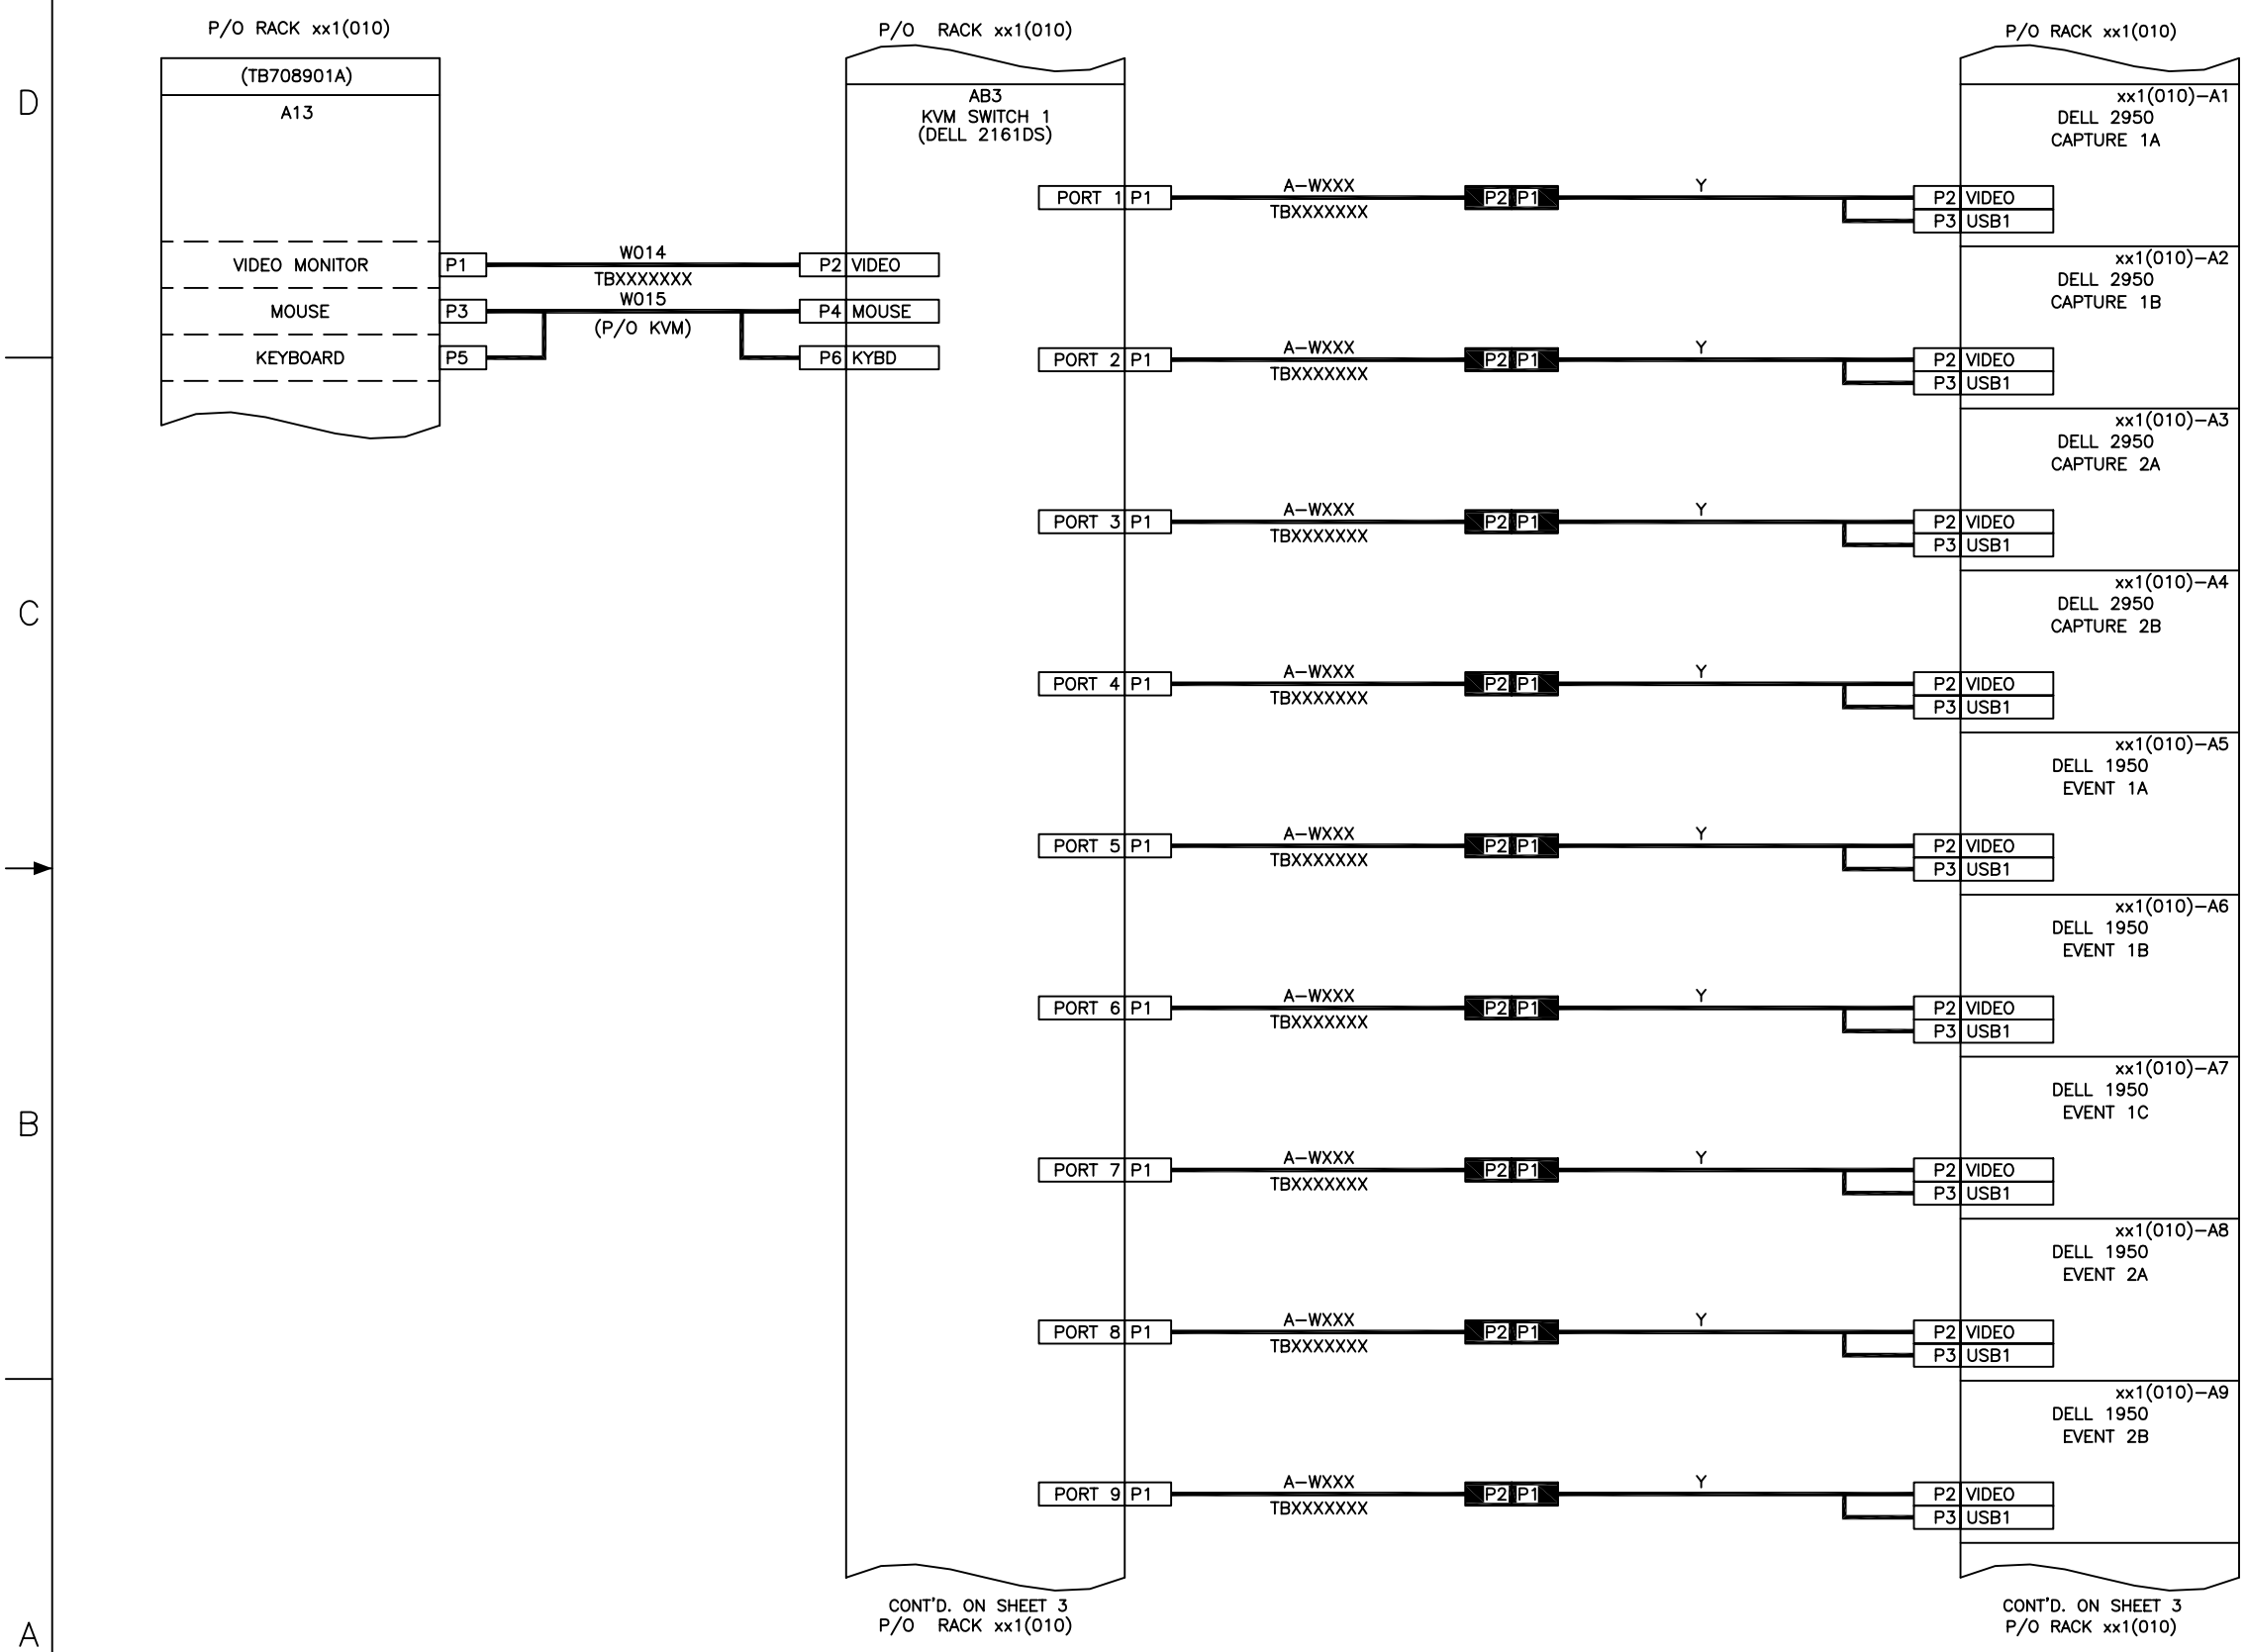 P/O RACK xx1(010)
(TB708901A)
A13
VIDEO MONITOR
P1
MOUSE
P3
KEYBOARD
P5
W014
TBXXXXXXX
W015
(P/O KVM)
P/O RACK xx1(010)
AB3
KVM SWITCH 1
(DELL 2161DS)
P2 VIDEO
P4 MOUSE
P6 KYBD
P/O RACK xx1(010)
xx1(010)-A1
DELL 2950
CAPTURE 1A
PORT 1 P1
A-WXXX
TBXXXXXXX
P2 P1
Y
P2 VIDEO
P3 USB1
xx1(010)-A2
DELL 2950
CAPTURE 1B
PORT 2 P1
A-WXXX
TBXXXXXXX
P2 P1
Y
P2 VIDEO
P3 USB1
xx1(010)-A3
DELL 2950
CAPTURE 2A
PORT 3 P1
A-WXXX
TBXXXXXXX
P2 P1
Y
P2 VIDEO
P3 USB1
xx1(010)-A4
DELL 2950
CAPTURE 2B
PORT 4 P1
A-WXXX
TBXXXXXXX
P2 P1
Y
P2 VIDEO
P3 USB1
xx1(010)-A5
DELL 1950
EVENT 1A
PORT 5 P1
A-WXXX
TBXXXXXXX
P2 P1
Y
P2 VIDEO
P3 USB1
xx1(010)-A6
DELL 1950
EVENT 1B
PORT 6 P1
A-WXXX
TBXXXXXXX
P2 P1
Y
P2 VIDEO
P3 USB1
xx1(010)-A7
DELL 1950
EVENT 1C
PORT 7 P1
A-WXXX
TBXXXXXXX
P2 P1
Y
P2 VIDEO
P3 USB1
xx1(010)-A8
DELL 1950
EVENT 2A
PORT 8 P1
A-WXXX
TBXXXXXXX
P2 P1
Y
P2 VIDEO
P3 USB1
xx1(010)-A9
DELL 1950
EVENT 2B
PORT 9 P1
A-WXXX
TBXXXXXXX
P2 P1
Y
P2 VIDEO
P3 USB1
CONT'D. ON SHEET 3
P/O RACK xx1(010)
CONT'D. ON SHEET 3
P/O RACK xx1(010)
D
C
B
A